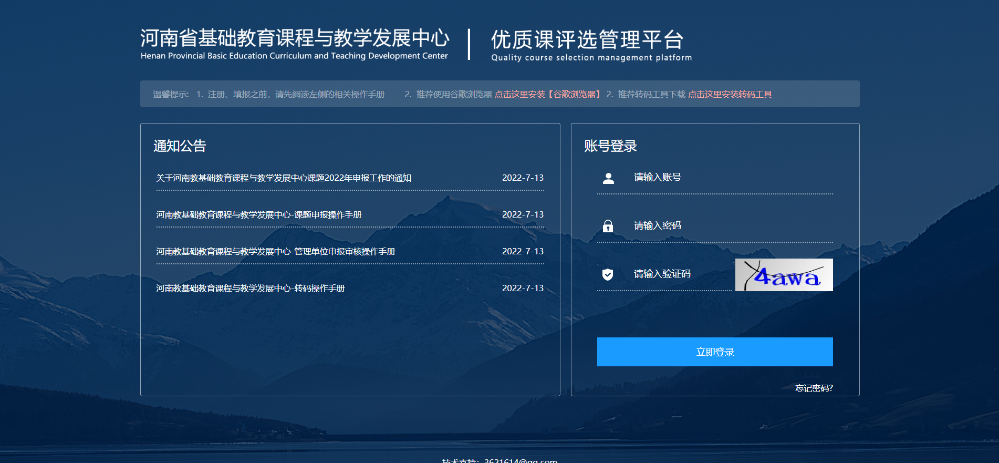 河南省基础教育课程与教学发展中心
Henan Provincial Basic Education Curriculum and Teaching Development Center
优质课评选管理平台
Quality course selection management platform
温馨提示: 1. 注册、填报之前，请先阅读左侧的相关操作手册 2. 推荐使用谷歌浏览器 点击这里安装【谷歌浏览器】 2. 推荐转码工具下载 点击这里安装转码工具
通知公告
关于河南教基础教育课程与教学发展中心课题2022年申报工作的通知 2022-7-13
河南教基础教育课程与教学发展中心-课题申报操作手册 2022-7-13
河南教基础教育课程与教学发展中心-管理单位申报审核操作手册 2022-7-13
河南教基础教育课程与教学发展中心-转码操作手册 2022-7-13
账号登录
请输入账号
请输入密码
请输入验证码
4awa
立即登录
忘记密码?
技术支持：3621614@qq.com